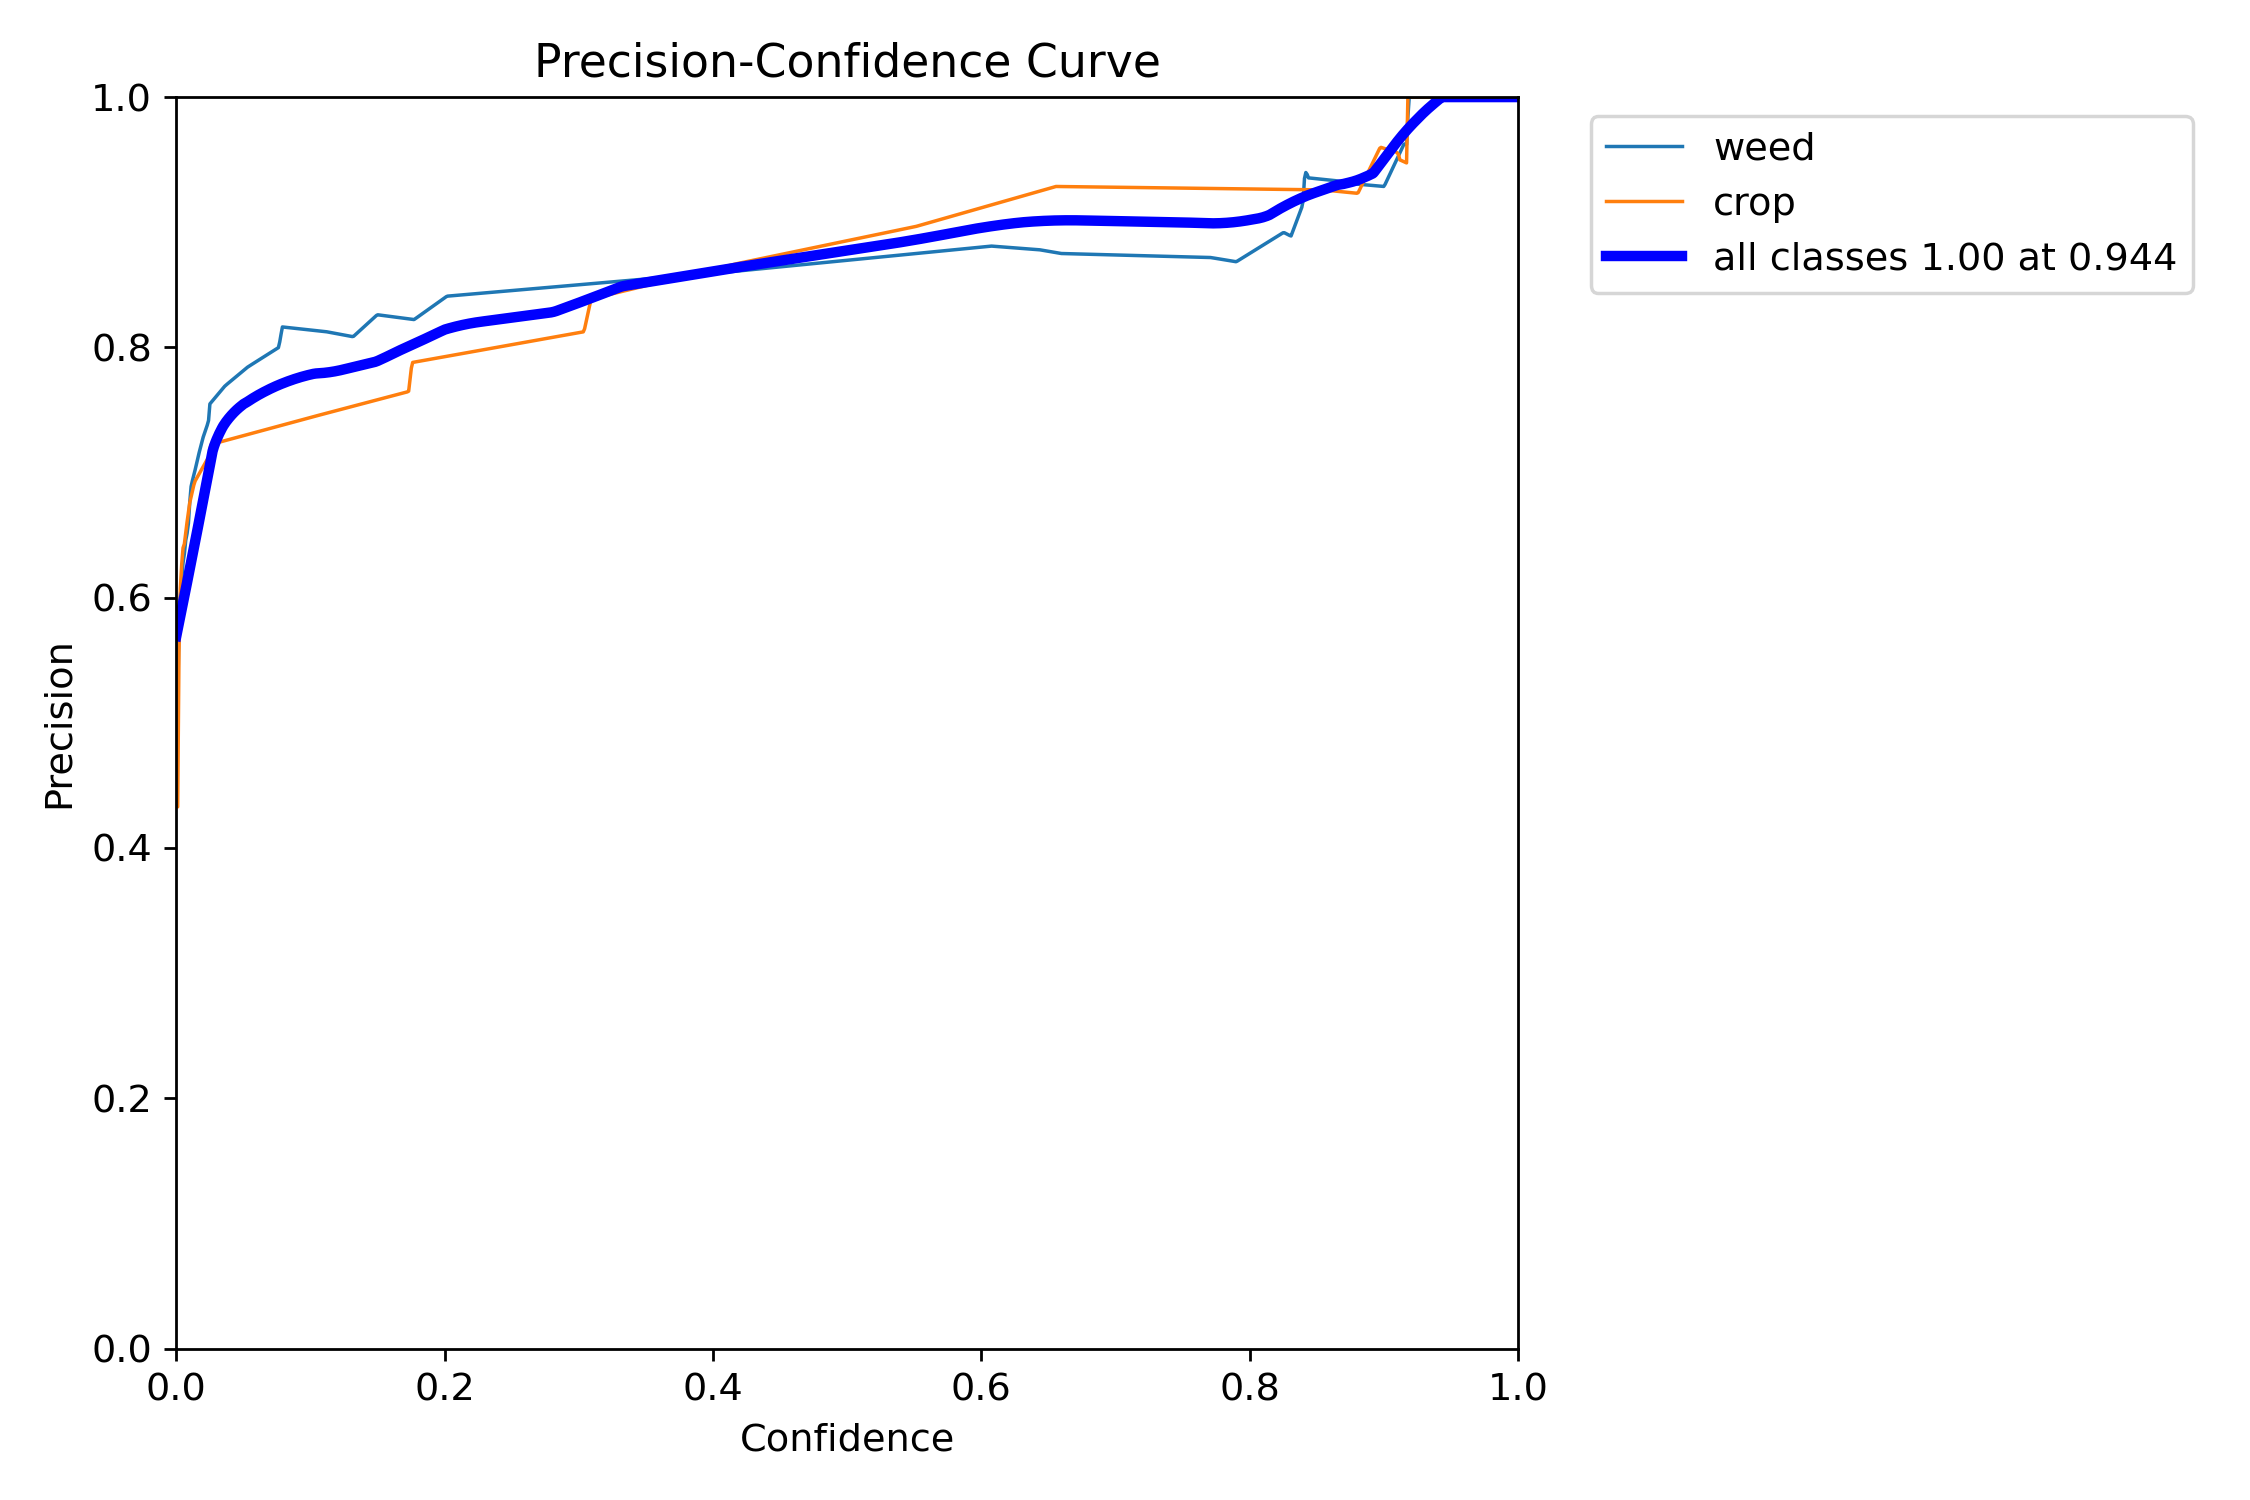 Precision-Confidence Curve
1.0
0.8
0.6
0.4
0.2
0.0
Precision
0.0 0.2 0.4 0.6 0.8 1.0
Confidence
weed
crop
all classes 1.00 at 0.944